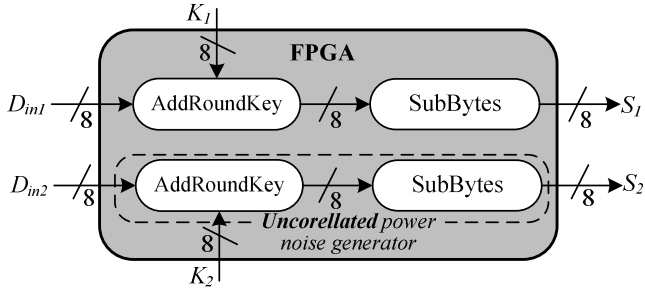 K1
8
FPGA
Din1
8
AddRoundKey
8
SubBytes
8
S1
Din2
8
AddRoundKey
8
SubBytes
8
S2
Uncorellated power
noise generator
8
K2